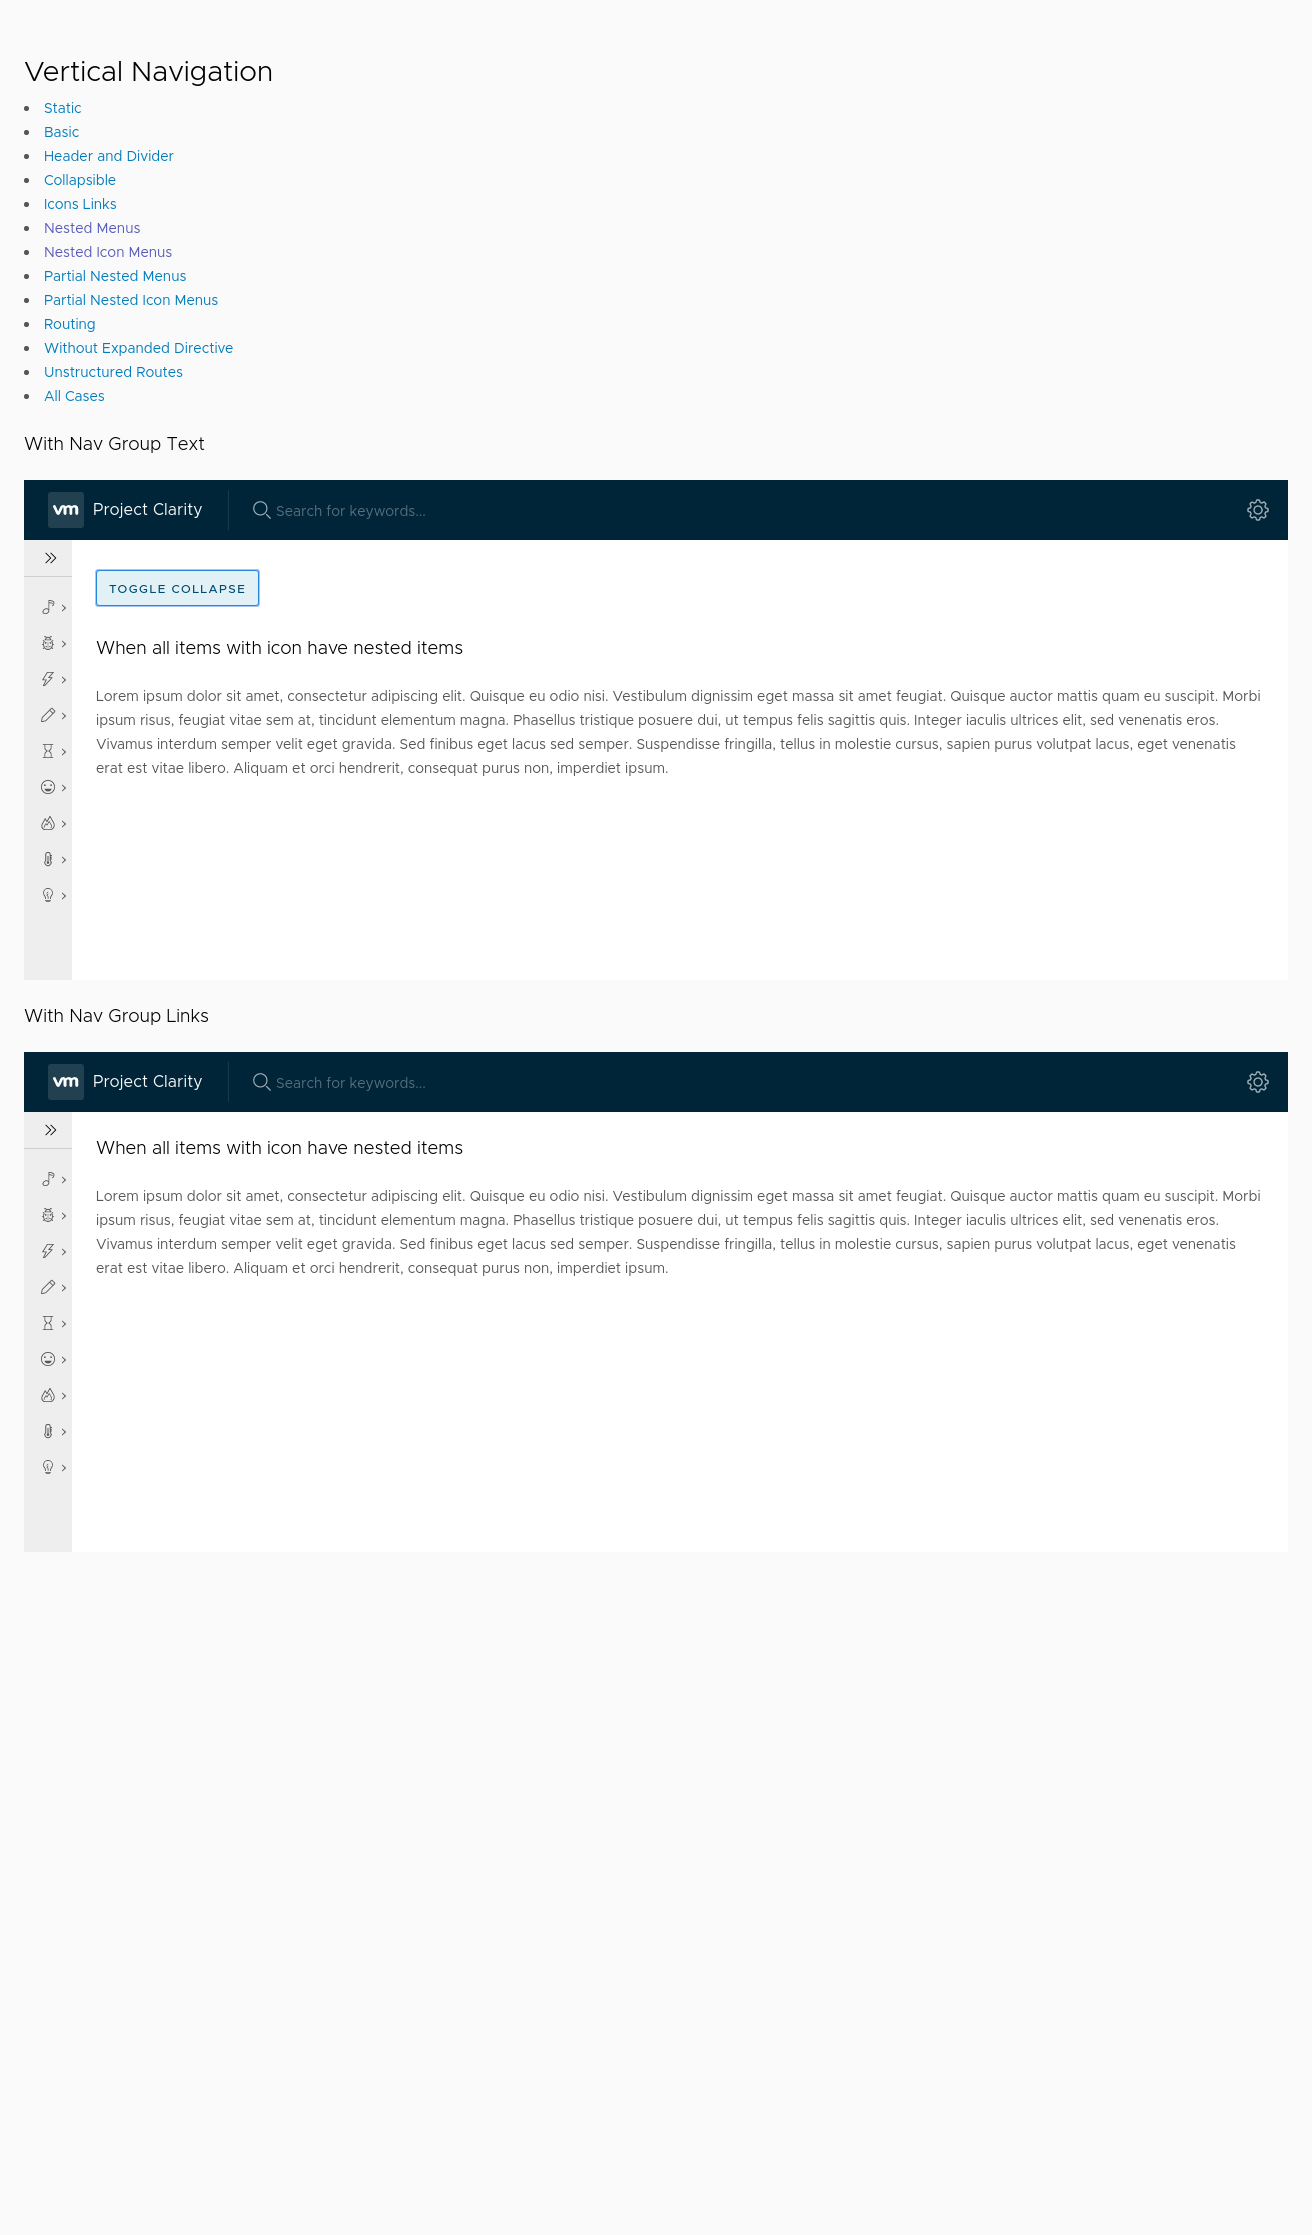 Vertical Navigation
Static
Basic
Header and Divider
Collapsible
Icons Links
Nested Menus
Nested Icon Menus
Partial Nested Menus
Partial Nested Icon Menus
Routing
Without Expanded Directive
Unstructured Routes
All Cases
With Nav Group Text
vm Project Clarity Search for keywords...
TOGGLE COLLAPSE
When all items with icon have nested items
Lorem ipsum dolor sit amet, consectetur adipiscing elit. Quisque eu odio nisi. Vestibulum dignissim eget massa sit amet feugiat. Quisque auctor mattis quam eu suscipit. Morbi
ipsum risus, feugiat vitae sem at, tincidunt elementum magna. Phasellus tristique posuere dui, ut tempus felis sagittis quis. Integer iaculis ultrices elit, sed venenatis eros.
Vivamus interdum semper velit eget gravida. Sed finibus eget lacus sed semper. Suspendisse fringilla, tellus in molestie cursus, sapien purus volutpat lacus, eget venenatis
erat est vitae libero. Aliquam et orci hendrerit, consequat purus non, imperdiet ipsum.
With Nav Group Links
vm Project Clarity Search for keywords...
When all items with icon have nested items
Lorem ipsum dolor sit amet, consectetur adipiscing elit. Quisque eu odio nisi. Vestibulum dignissim eget massa sit amet feugiat. Quisque auctor mattis quam eu suscipit. Morbi
ipsum risus, feugiat vitae sem at, tincidunt elementum magna. Phasellus tristique posuere dui, ut tempus felis sagittis quis. Integer iaculis ultrices elit, sed venenatis eros.
Vivamus interdum semper velit eget gravida. Sed finibus eget lacus sed semper. Suspendisse fringilla, tellus in molestie cursus, sapien purus volutpat lacus, eget venenatis
erat est vitae libero. Aliquam et orci hendrerit, consequat purus non, imperdiet ipsum.